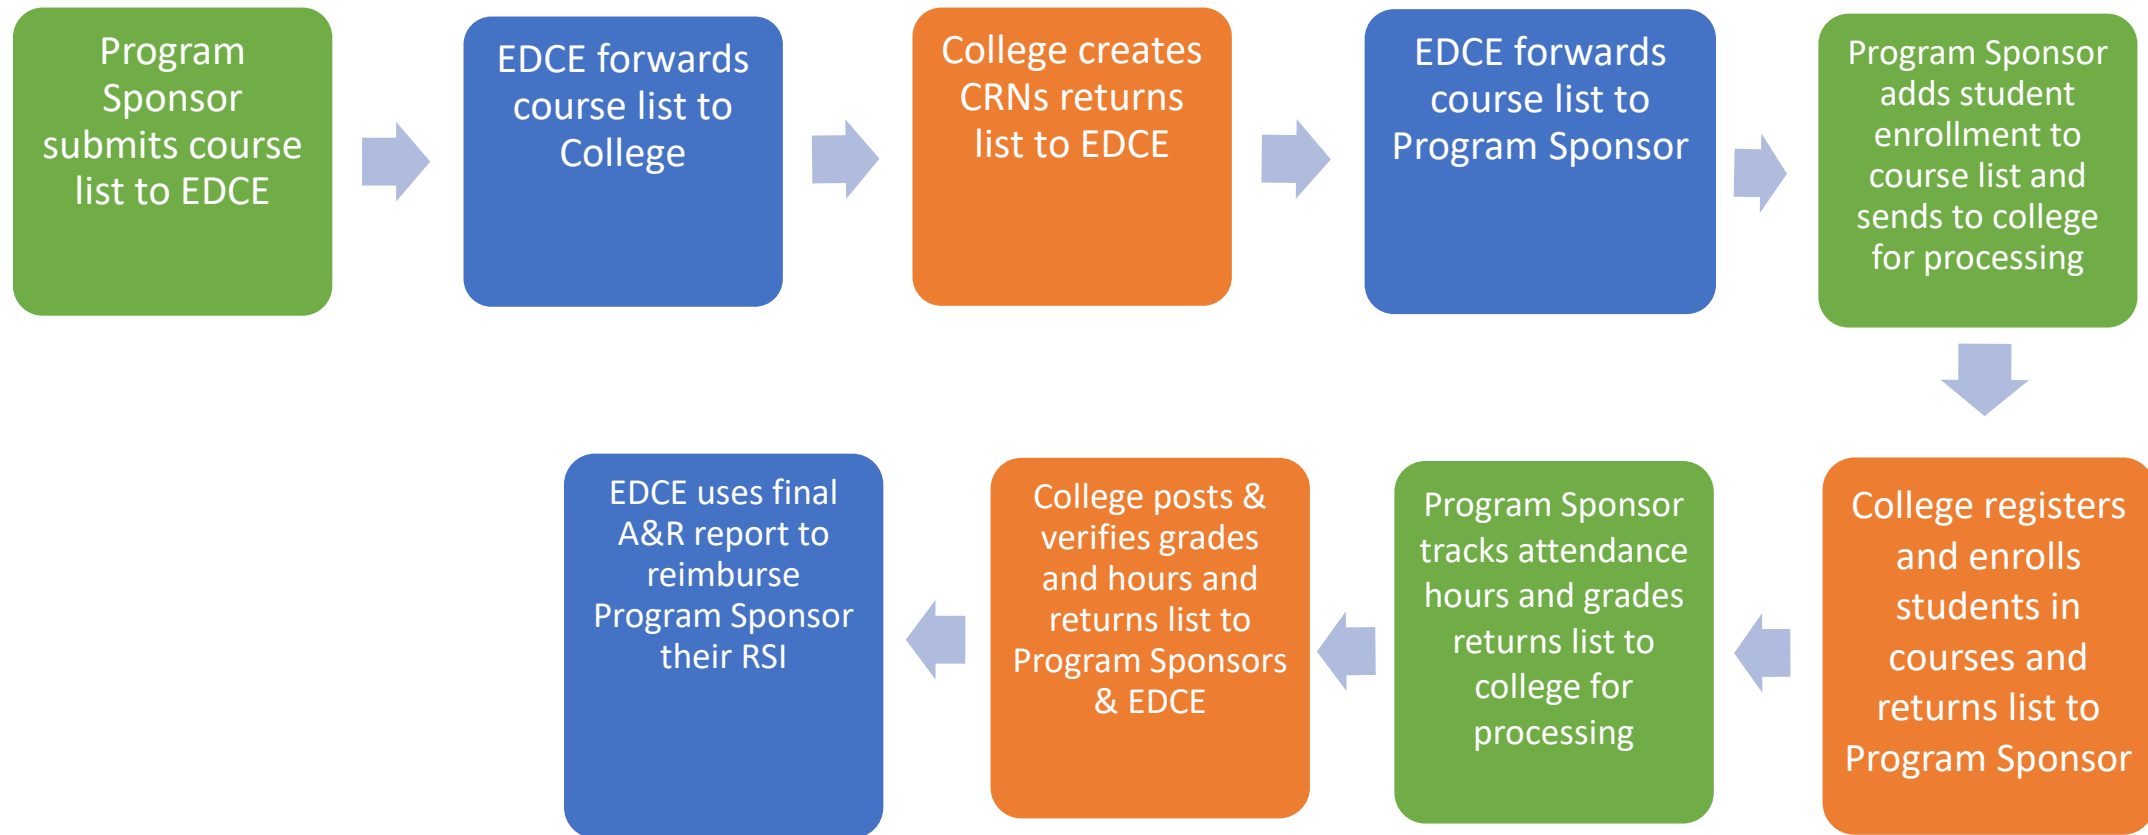 Program
Sponsor
submits course
list to EDCE
EDCE forwards
course list to
College
College creates
CRNs returns
list to EDCE
EDCE forwards
course list to
Program Sponsor
Program Sponsor
adds student
enrollment to
course list and
sends to college
for processing
College registers
and enrolls
students in
courses and
returns list to
Program Sponsor
Program Sponsor
tracks attendance
hours and grades
returns list to
college for
processing
College posts &
verifies grades
and hours and
returns list to
Program Sponsors
& EDCE
EDCE uses final
A&R report to
reimburse
Program Sponsor
their RSI